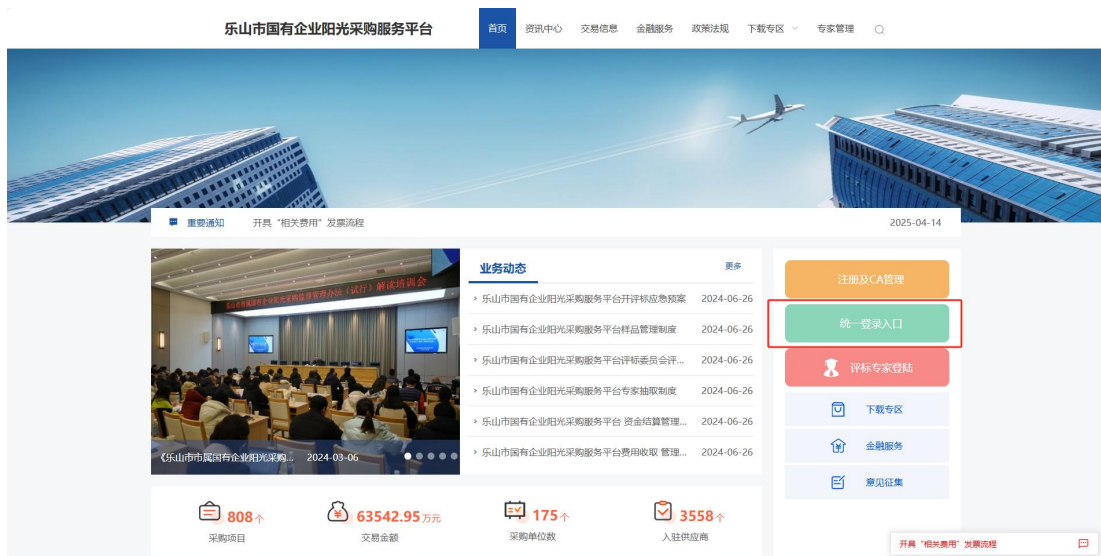 乐山市国有企业阳光采购服务平台
首页 资讯中心 交易信息 金融服务 政策法规 下载专区 专家管理
重要通知 开具“相关费用”发票流程 2025-04-14
业务动态 更多
乐山市国有企业阳光采购服务平台开评标应急预案 2024-06-26
乐山市国有企业阳光采购服务平台样品管理制度 2024-06-26
乐山市国有企业阳光采购服务平台评标委员会评... 2024-06-26
乐山市国有企业阳光采购服务平台专家抽取制度 2024-06-26
乐山市国有企业阳光采购服务平台 资金结算管理... 2024-06-26
乐山市国有企业阳光采购服务平台费用收取 管理... 2024-06-26
《乐山市市属国有企业阳光采购... 2024-03-06
注册及CA管理
统一登录入口
评标专家登陆
下载专区
金融服务
意见征集
808个
采购项目
63542.95万元
交易金额
175个
采购单位数
3558个
入驻供应商
开具“相关费用”发票流程